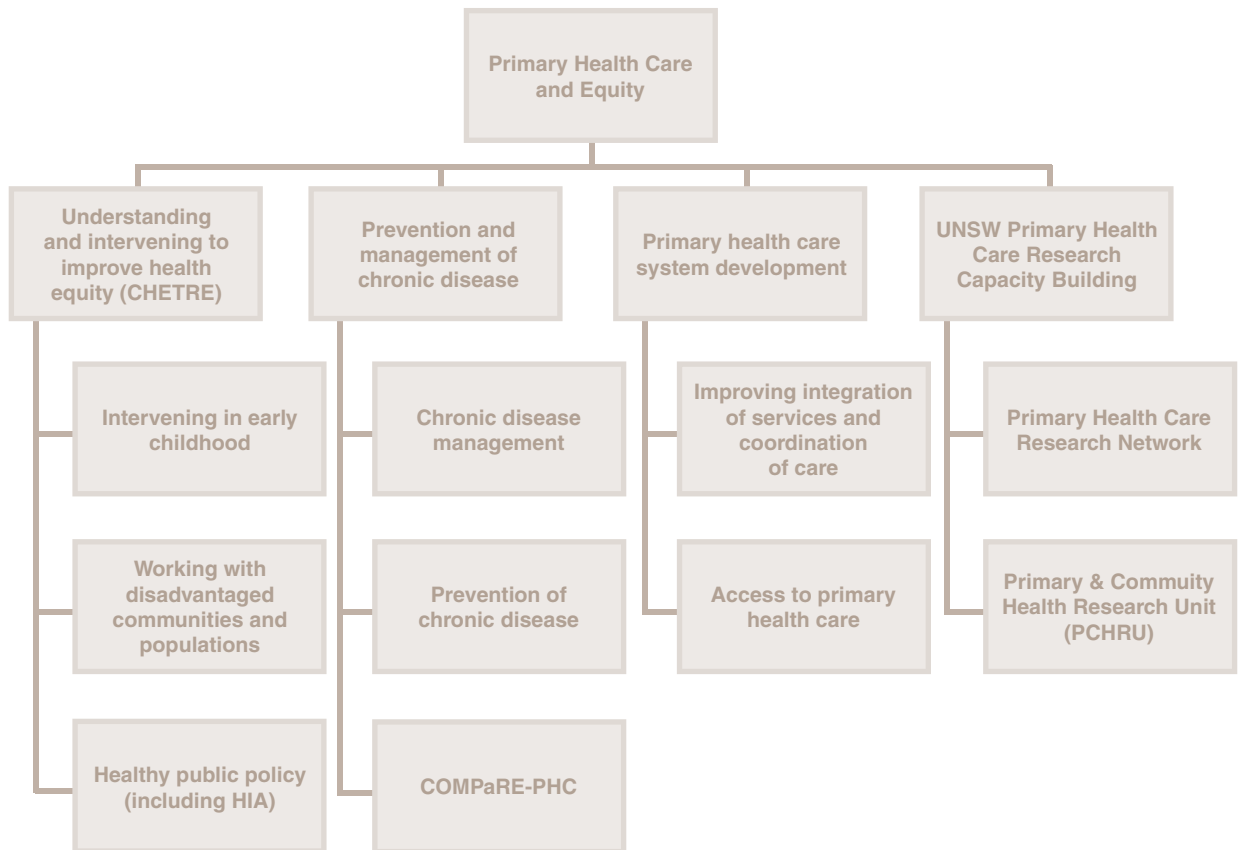 Primary Health Care
and Equity
Understanding
and intervening to
improve health
equity (CHETRE)
Prevention and
management of
chronic disease
Primary health care
system development
UNSW Primary Health
Care Research
Capacity Building
Intervening in early
childhood
Chronic disease
management
Improving integration
of services and
coordination
of care
Primary Health Care
Research Network
Working with
disadvantaged
communities and
populations
Prevention of
chronic disease
Access to primary
health care
Primary & Commuity
Health Research Unit
(PCHRU)
Healthy public policy
(including HIA)
COMPaRE-PHC